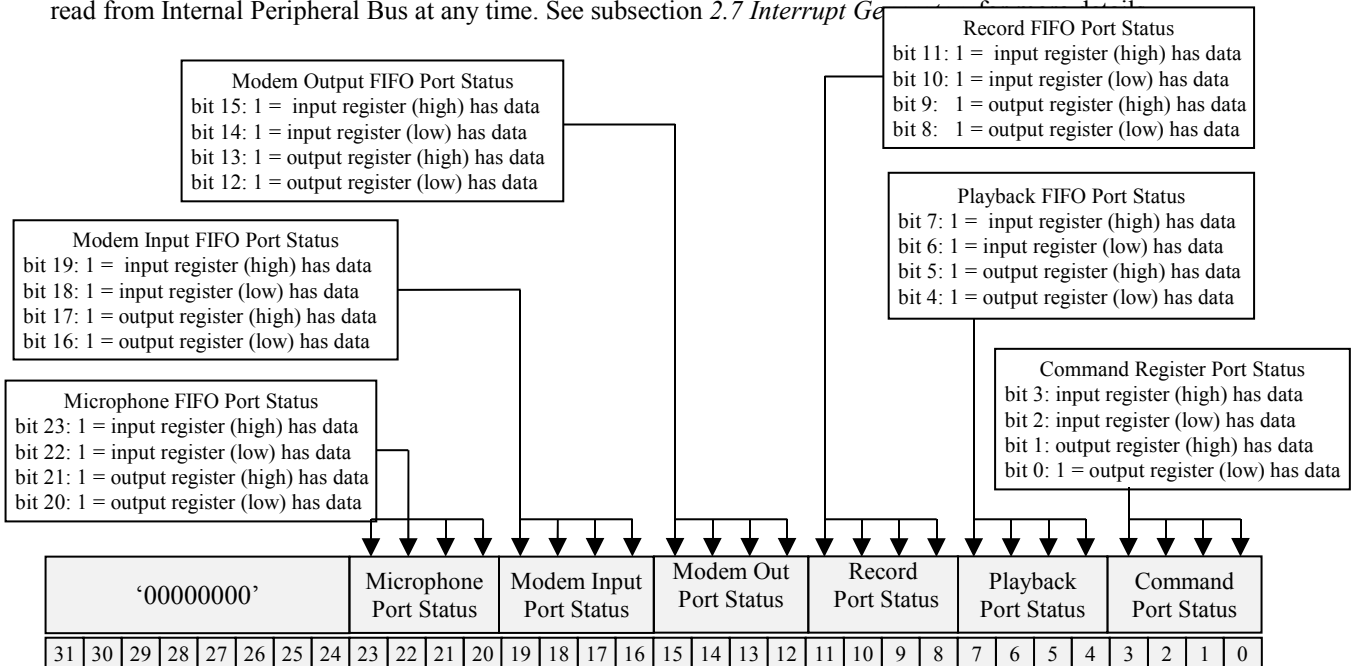 read from Internal Peripheral Bus at any time. See subsection 2.7 Interrupt
Record FIFO Port Status
bit 11: 1 = input register (high) has data
bit 10: 1 = input register (low) has data
bit 9: 1 = output register (high) has data
bit 8: 1 = output register (low) has data
Modem Output FIFO Port Status
bit 15: 1 = input register (high) has data
bit 14: 1 = input register (low) has data
bit 13: 1 = output register (high) has data
bit 12: 1 = output register (low) has data
Playback FIFO Port Status
bit 7: 1 = input register (high) has data
bit 6: 1 = input register (low) has data
bit 5: 1 = output register (high) has data
bit 4: 1 = output register (low) has data
Modem Input FIFO Port Status
bit 19: 1 = input register (high) has data
bit 18: 1 = input register (low) has data
bit 17: 1 = output register (high) has data
bit 16: 1 = output register (low) has data
Command Register Port Status
bit 3: input register (high) has data
bit 2: input register (low) has data
bit 1: output register (high) has data
bit 0: 1 = output register (low) has data
Microphone FIFO Port Status
bit 23: 1 = input register (high) has data
bit 22: 1 = input register (low) has data
bit 21: 1 = output register (high) has data
bit 20: 1 = output register (low) has data
‘00000000’
Microphone
Port Status
Modem Input
Port Status
Modem Out
Port Status
Record
Port Status
Playback
Port Status
Command
Port Status
31 30 29 28 27 26 25 24 23 22 21 20 19 18 17 16 15 14 13 12 11 10 9 8 7 6 5 4 3 2 1 0